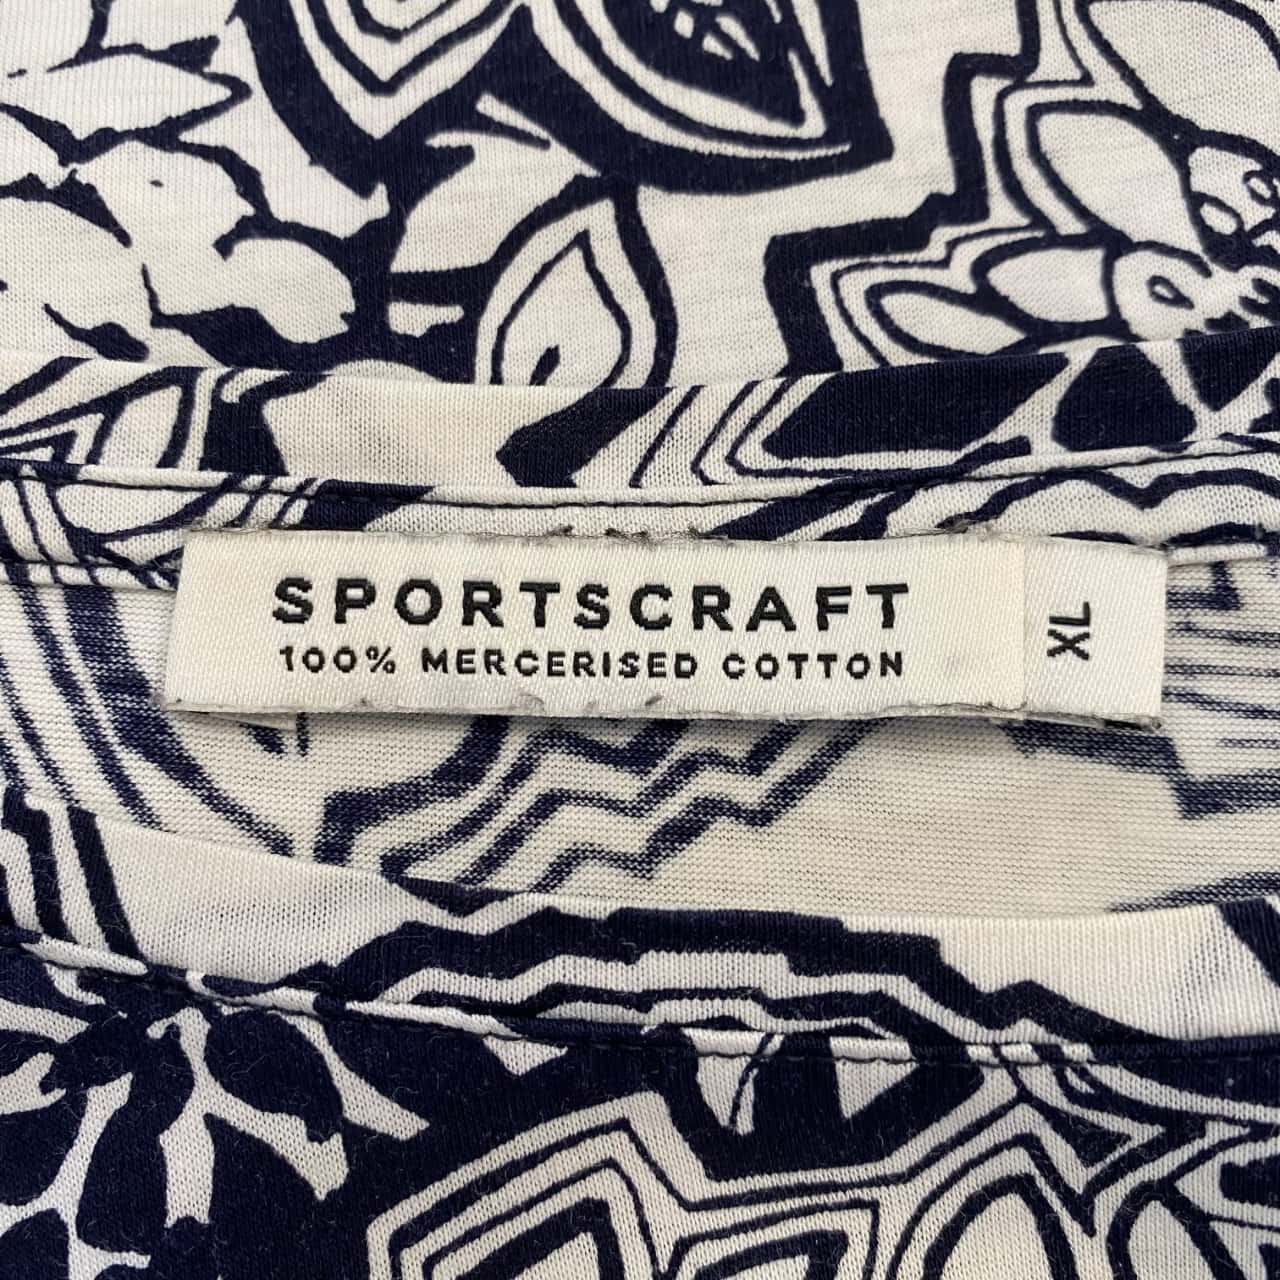 SPORTSCRAFT
100% MERCERISED COTTON
XL